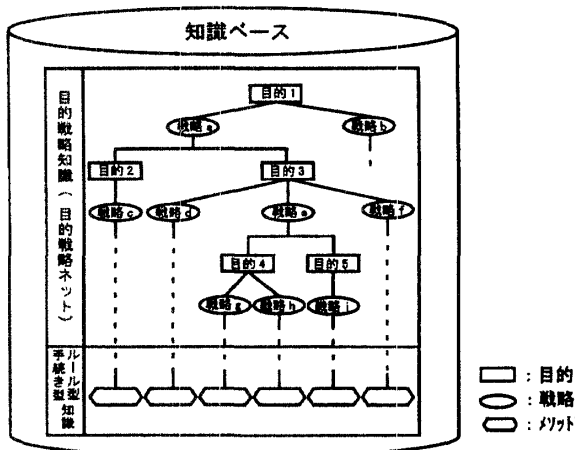 知識ベース
目的戦略知識(目的戦略ネット)
目的1
戦略a
戦略b
目的2
目的3
戦略c
戦略d
戦略e
戦略f
目的4
目的5
戦略g
戦略h
戦略i
ルール型
手続き型
知識
:目的
:戦略
:メソット